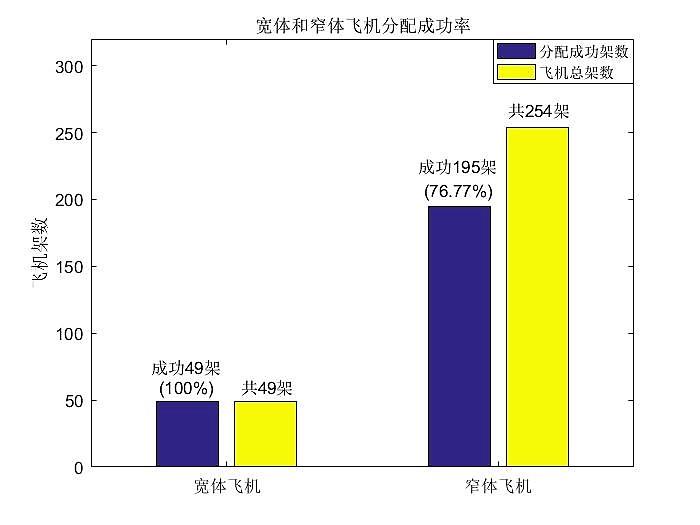 宽体和窄体飞机分配成功率
分配成功架数
飞机总架数
飞机架数
300
250
200
150
100
50
0
成功49架
(100%)
共49架
成功195架
(76.77%)
共254架
宽体飞机
窄体飞机